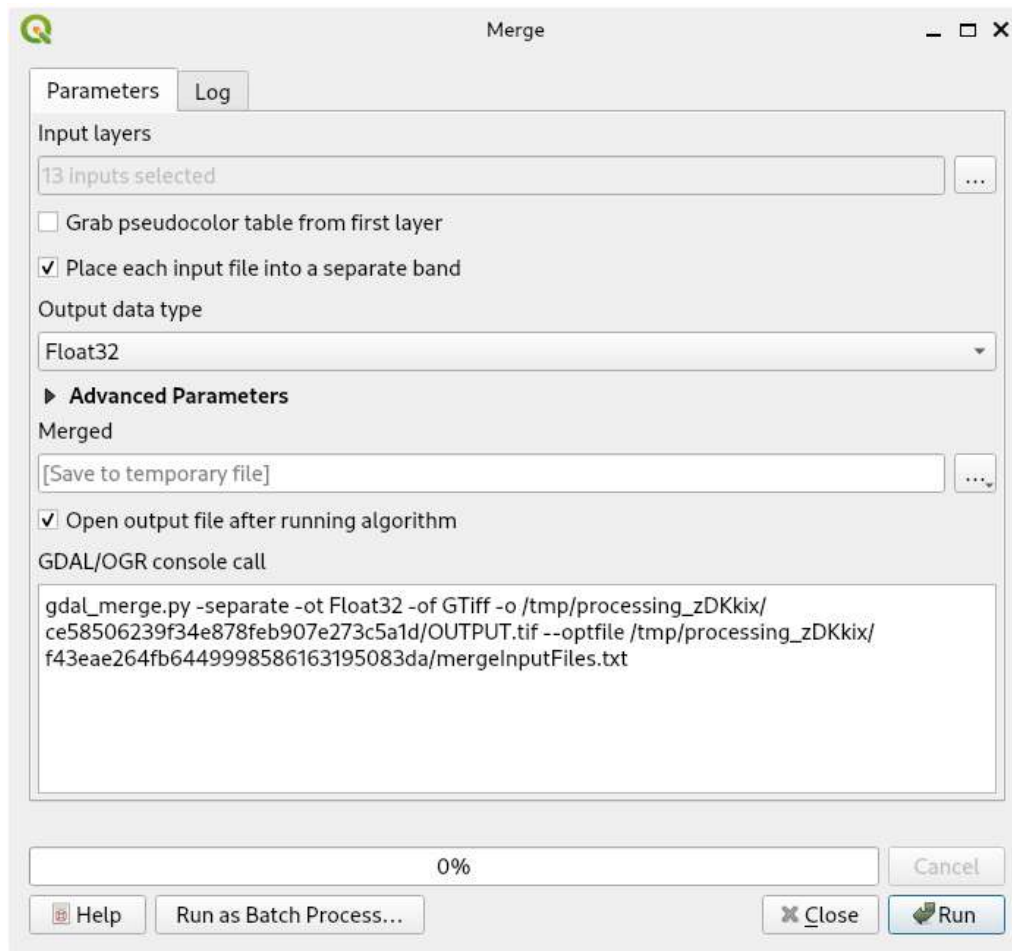 Merge
Parameters
Log
Input layers
13 inputs selected
...
Grab pseudocolor table from first layer
Place each input file into a separate band
Output data type
Float32
Advanced Parameters
Merged
[Save to temporary file]
...
Open output file after running algorithm
GDAL/OGR console call
gdal_merge.py -separate -ot Float32 -of GTiff -o /tmp/processing_zDKkix/
ce58506239f34e878feb907e273c5a1d/OUTPUT.tif --optfile /tmp/processing_zDKkix/
f43eae264fb6449998586163195083da/mergeInputFiles.txt
0%
Cancel
Help
Run as Batch Process...
Close
Run